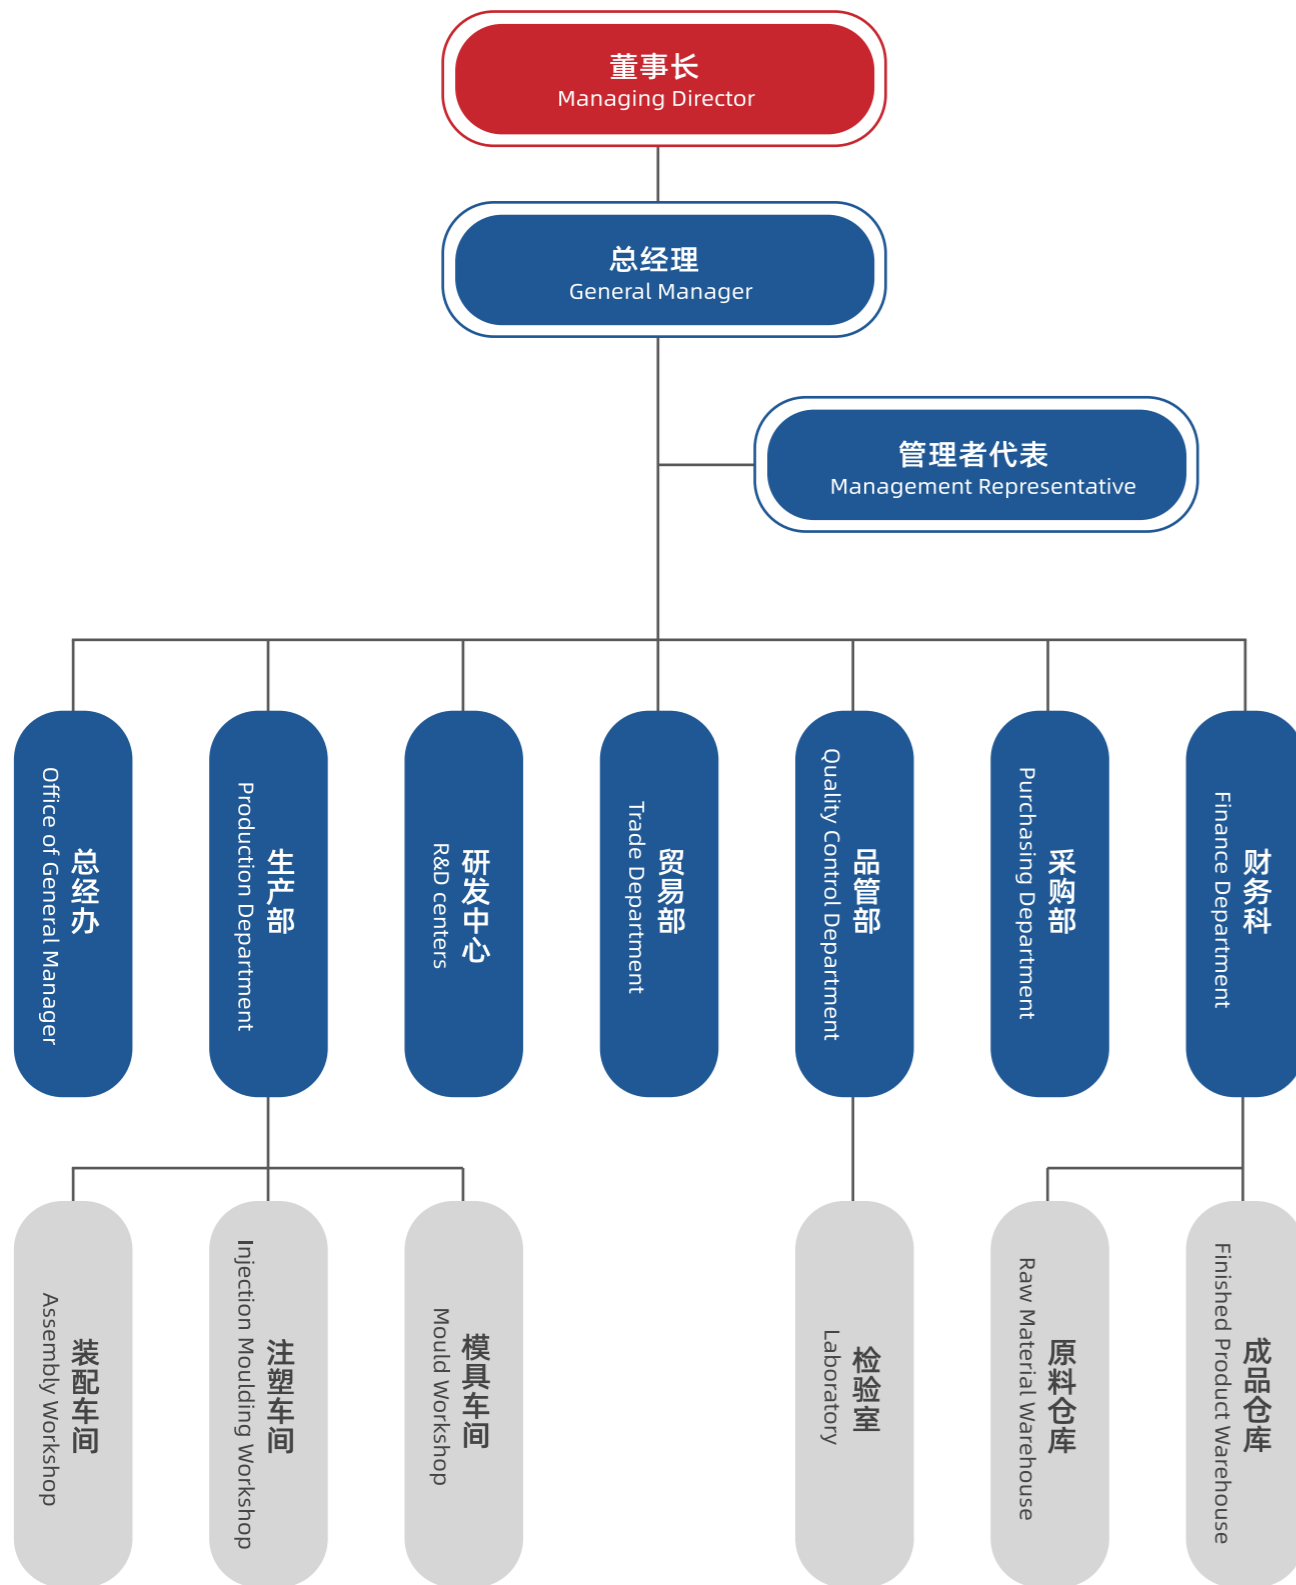 董事长
Managing Director
总经理
General Manager
管理者代表
Management Representative
总经办
Office of General Manager
生产部
Production Department
研发中心
R&D centers
贸易部
Trade Department
品管部
Quality Control Department
采购部
Purchasing Department
财务科
Finance Department
装配车间
Assembly Workshop
注塑车间
Injection Moulding Workshop
模具车间
Mould Workshop
检验室
Laboratory
原料仓库
Raw Material Warehouse
成品仓库
Finished Product Warehouse